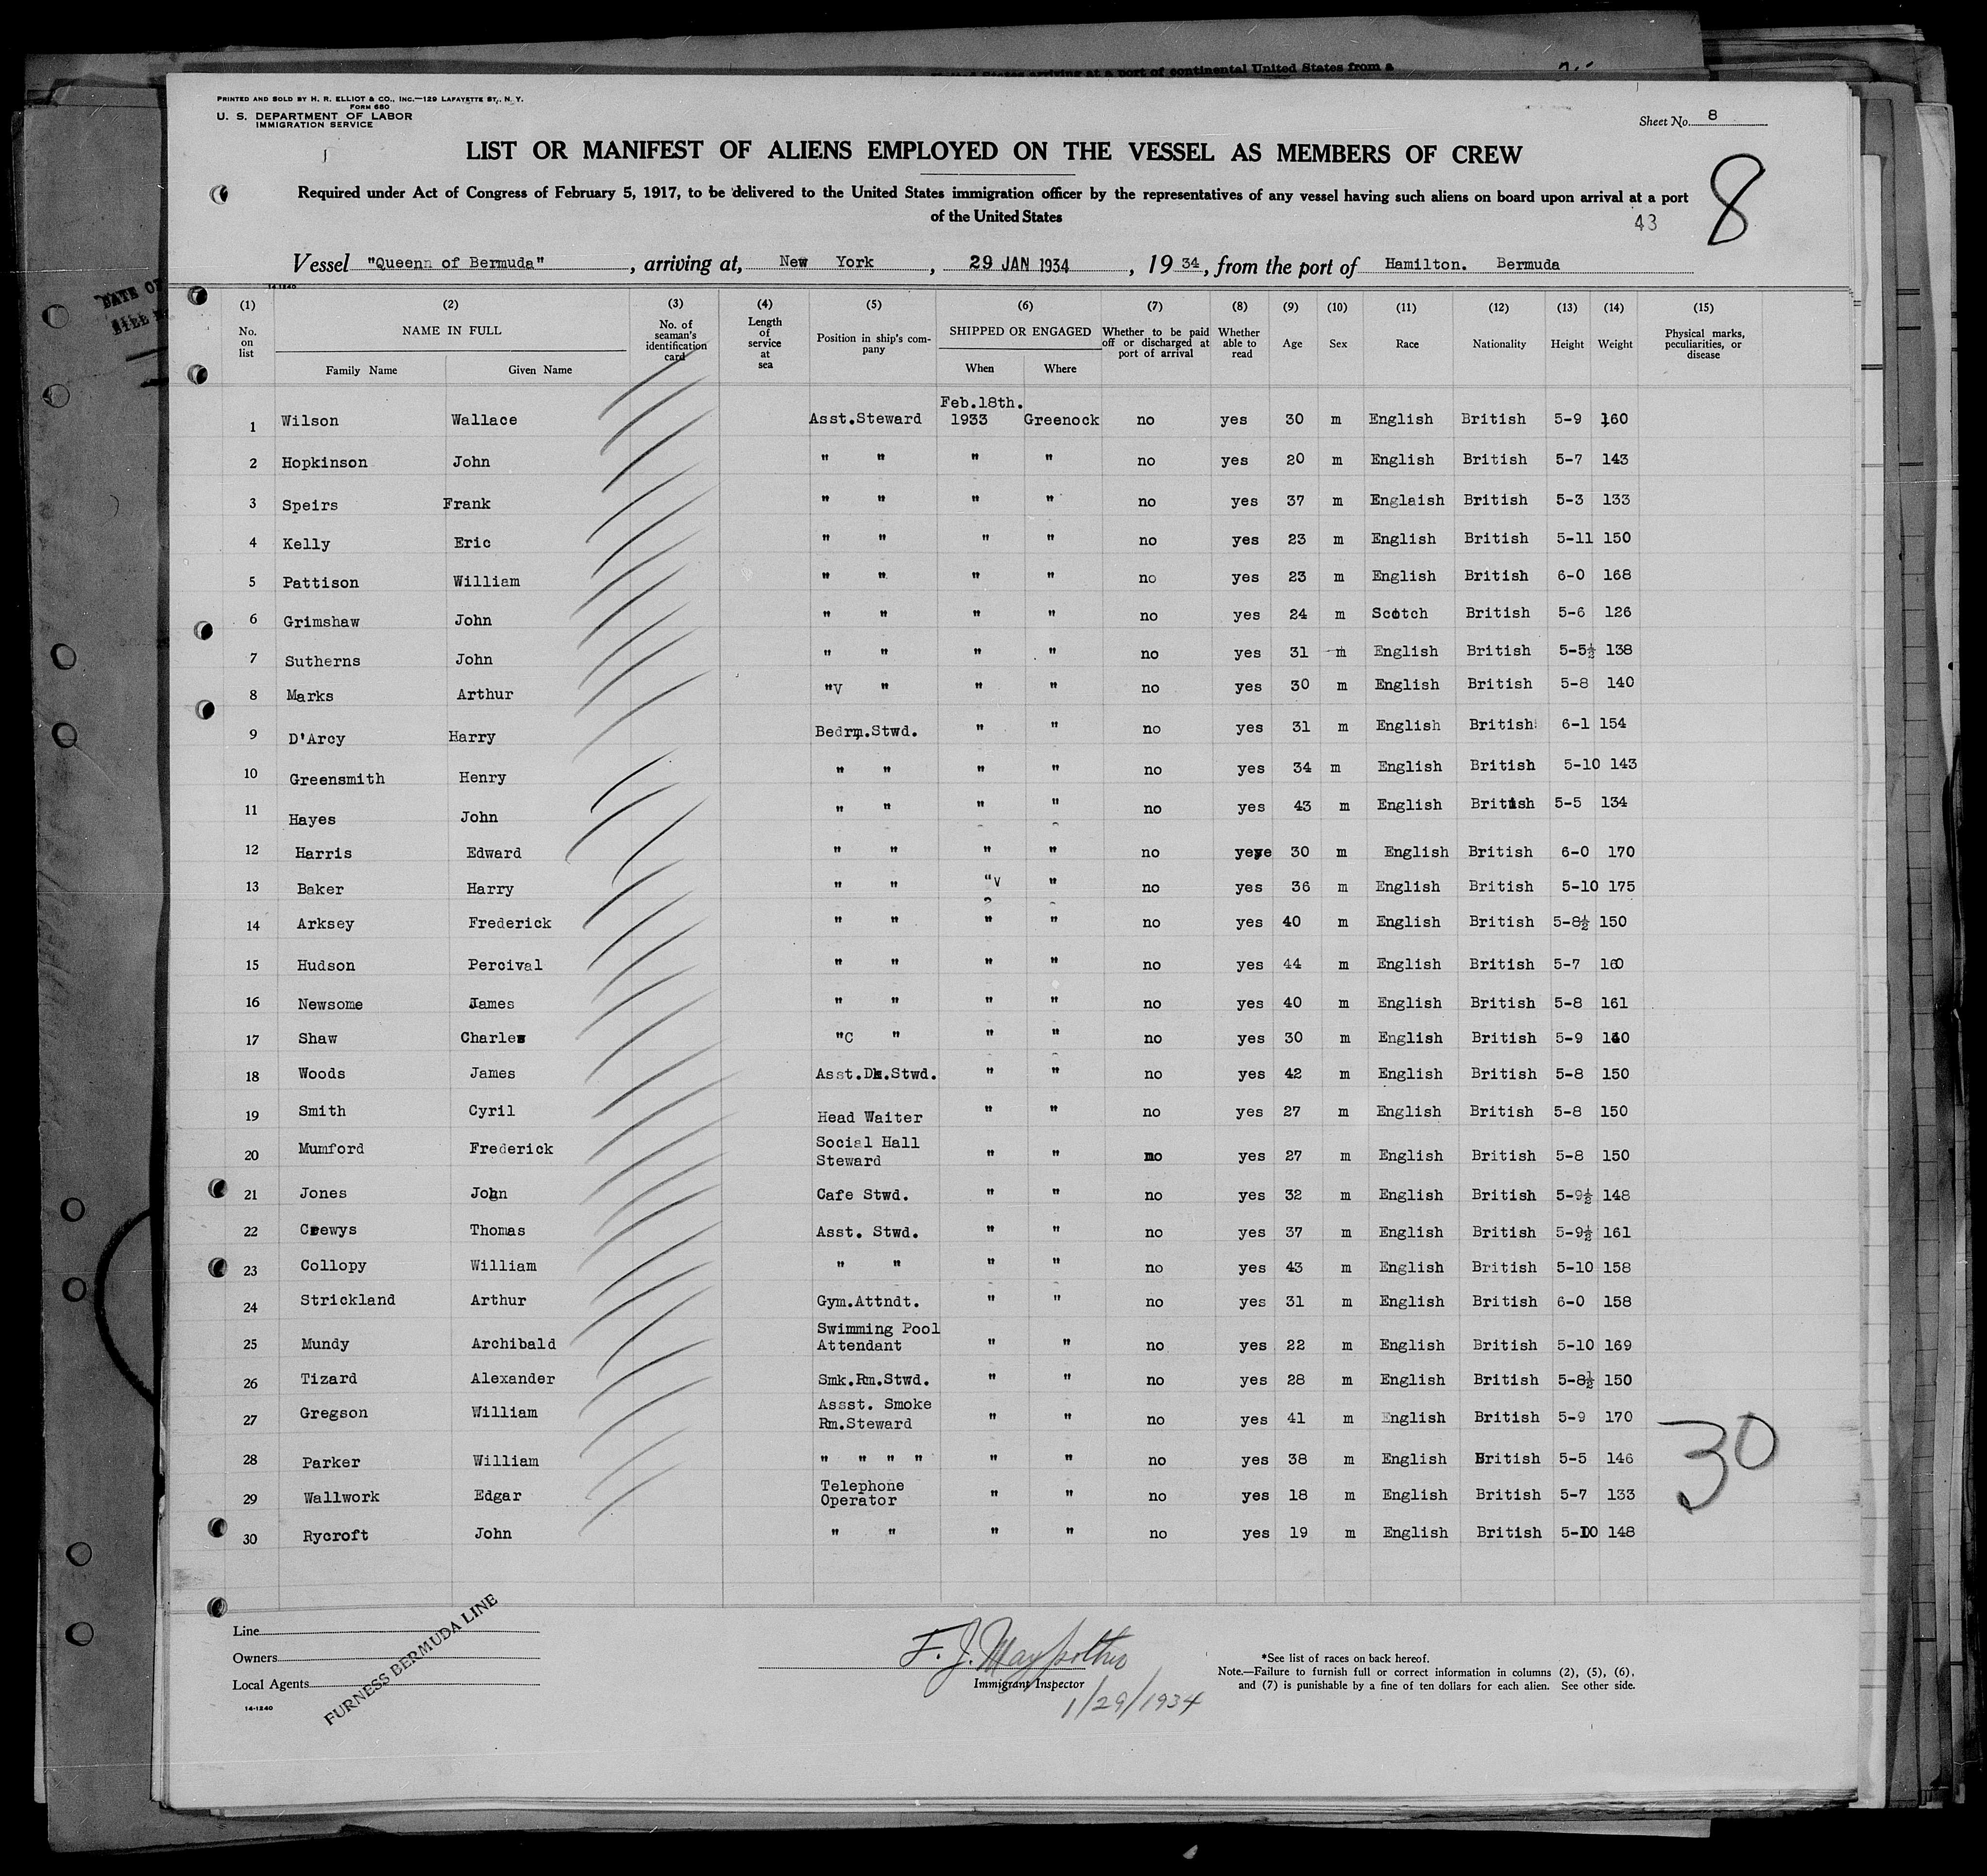 United States arriving at a port of continental United States from a
PRINTED AND SOLD BY H. R. ELLIOT & CO., INC.—129 LAFAYETTE ST., N. Y.
FORM 680
U. S. DEPARTMENT OF LABOR
IMMIGRATION SERVICE
Sheet No. 8
LIST OR MANIFEST OF ALIENS EMPLOYED ON THE VESSEL AS MEMBERS OF CREW
8
Required under Act of Congress of February 5, 1917, to be delivered to the United States immigration officer by the representatives of any vessel having such aliens on board upon arrival at a port
of the United States
43
Vessel "Queenn of Bermuda", arriving at, New York, 29 JAN 1934, 19 34, from the port of Hamilton. Bermuda
14-1240
(1) (2) (3) (4) (5) (6) (7) (8) (9) (10) (11) (12) (13) (14) (15)
No. on list NAME IN FULL No. of seaman's identification card Length of service at sea Position in ship's company SHIPPED OR ENGAGED Whether to be paid off or discharged at port of arrival Whether able to read Age Sex Race Nationality Height Weight Physical marks, peculiarities, or disease
Family Name Given Name When Where
1 Wilson Wallace Asst.Steward Feb.18th. 1933 Greenock no yes 30 m English British 5-9 160
2 Hopkinson John " " " " no yes 20 m English British 5-7 143
3 Speirs Frank " " " " no yes 37 m Englaish British 5-3 133
4 Kelly Eric " " " " no yes 23 m English British 5-11 150
5 Pattison William " " " " no yes 23 m English British 6-0 168
6 Grimshaw John " " " " no yes 24 m Scotch British 5-6 126
7 Sutherns John " " " " no yes 31 m English British 5-5½ 138
8 Marks Arthur "V " " " no yes 30 m English British 5-8 140
9 D'Arcy Harry Bedrm.Stwd. " " no yes 31 m English British 6-1 154
10 Greensmith Henry " " " " no yes 34 m English British 5-10 143
11 Hayes John " " " " no yes 43 m English British 5-5 134
12 Harris Edward " " " " no yeye 30 m English British 6-0 170
13 Baker Harry " " "V " no yes 36 m English British 5-10 175
14 Arksey Frederick " " " " no yes 40 m English British 5-8½ 150
15 Hudson Percival " " " " no yes 44 m English British 5-7 160
16 Newsome James " " " " no yes 40 m English British 5-8 161
17 Shaw Charles "C " " " no yes 30 m English British 5-9 140
18 Woods James Asst.Dk.Stwd. " " no yes 42 m English British 5-8 150
19 Smith Cyril Head Waiter " " no yes 27 m English British 5-8 150
20 Mumford Frederick Social Hall Steward " " no yes 27 m English British 5-8 150
21 Jones John Cafe Stwd. " " no yes 32 m English British 5-9½ 148
22 Crewys Thomas Asst. Stwd. " " no yes 37 m English British 5-9½ 161
23 Collopy William " " " " no yes 43 m English British 5-10 158
24 Strickland Arthur Gym.Attndt. " " no yes 31 m English British 6-0 158
25 Mundy Archibald Swimming Pool Attendant " " no yes 22 m English British 5-10 169
26 Tizard Alexander Smk.Rm.Stwd. " " no yes 28 m English British 5-8½ 150
27 Gregson William Assst. Smoke Rm.Steward " " no yes 41 m English British 5-9 170
28 Parker William " " " " " " no yes 38 m English British 5-5 146
29 Wallwork Edgar Telephone Operator " " no yes 18 m English British 5-7 133
30 Rycroft John " " " " no yes 19 m English British 5-10 148
30
Line
Owners
Local Agents
FURNESS BERMUDA LINE
14-1240
F. J.
Immigrant Inspector
1/29/1934
*See list of races on back hereof.
Note.—Failure to furnish full or correct information in columns (2), (5), (6),
and (7) is punishable by a fine of ten dollars for each alien. See other side.